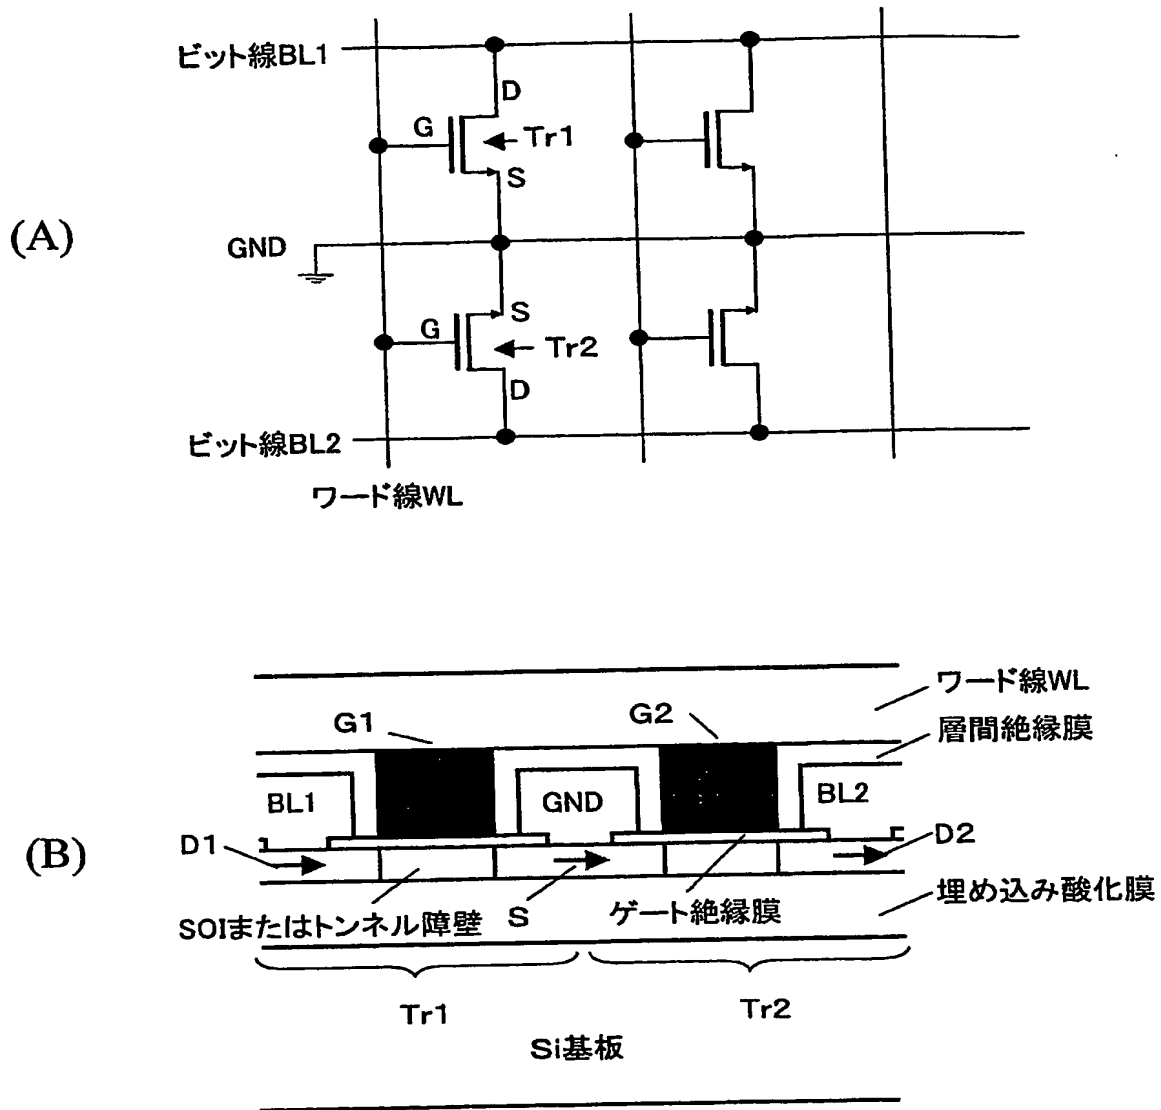 ビット線BL1
D
G
Tr1
S
(A)
GND
S
G
Tr2
D
ビット線BL2
ワード線WL
ワード線WL
G1
G2
層間絶縁膜
BL1
GND
BL2
(B)
D1
D2
埋め込み酸化膜
SOIまたはトンネル障壁
S
ゲート絶縁膜
Tr1
Tr2
Si基板